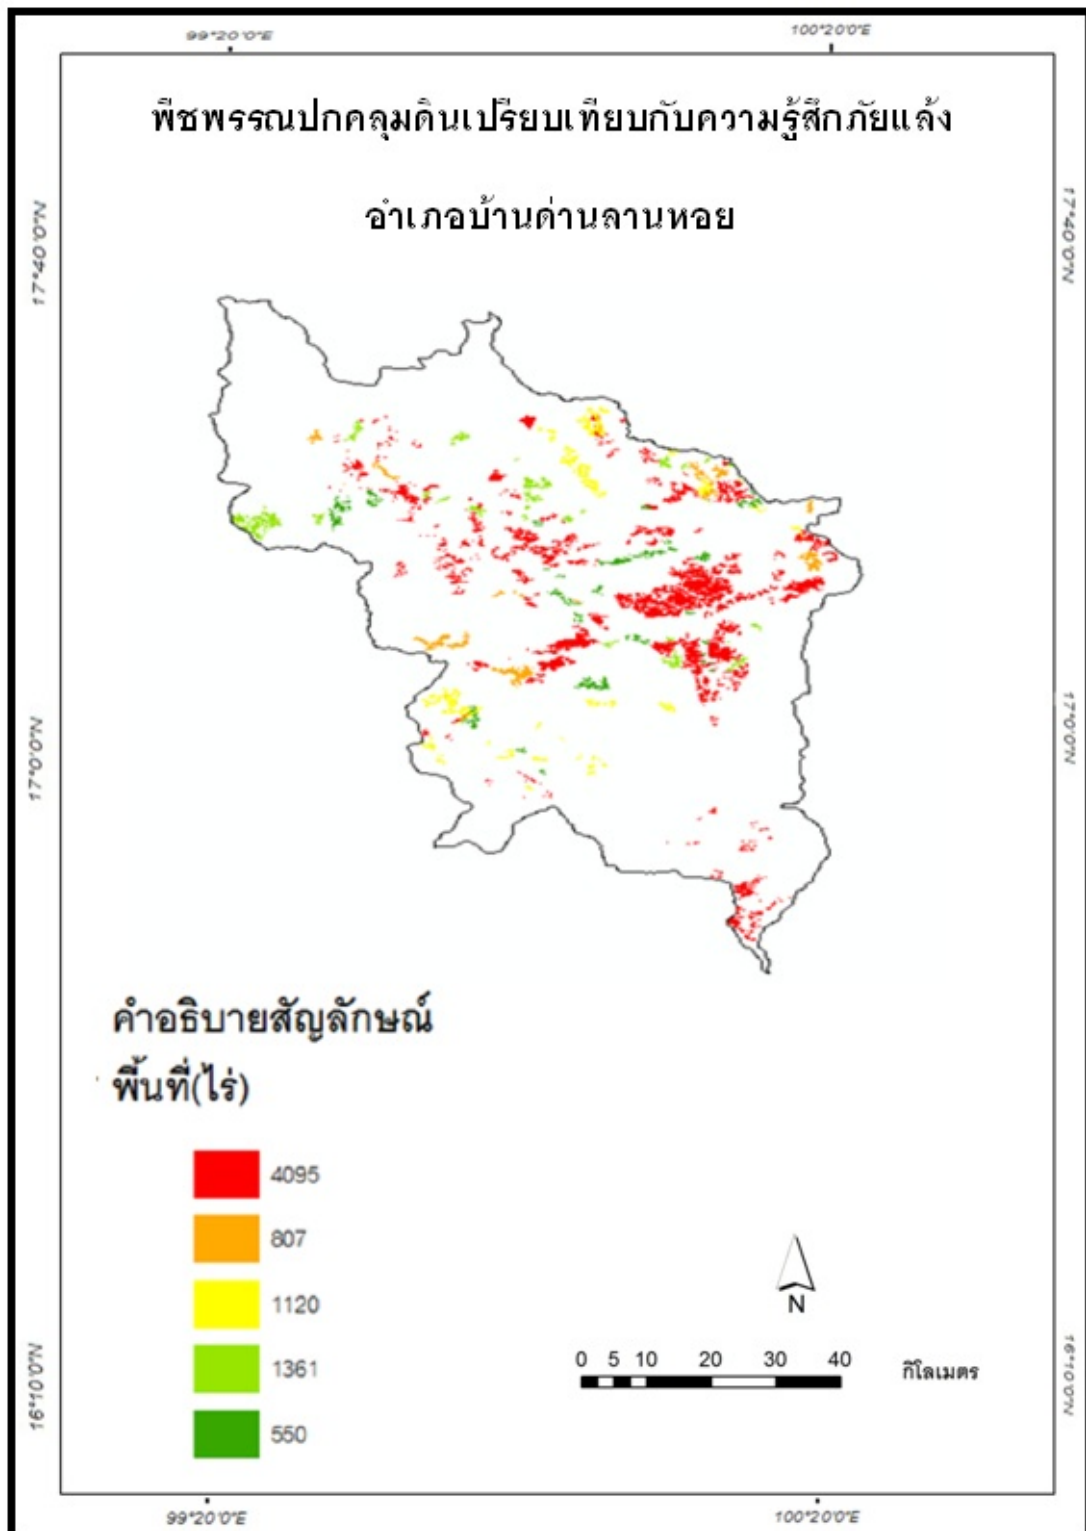 99°20'0"E
100°20'0"E
พืชพรรณปกคลุมดินเปรียบเทียบกับความรู้สึกภัยแล้ง
อำเภอบ้านด่านลานหอย
17°40'0"N
17°40'0"N
17°0'0"N
17°0'0"N
คำอธิบายสัญลักษณ์
พื้นที่(ไร่)
4095
807
1120
1361
550
N
0 5 10 20 30 40
กิโลเมตร
16°10'0"N
16°10'0"N
99°20'0"E
100°20'0"E